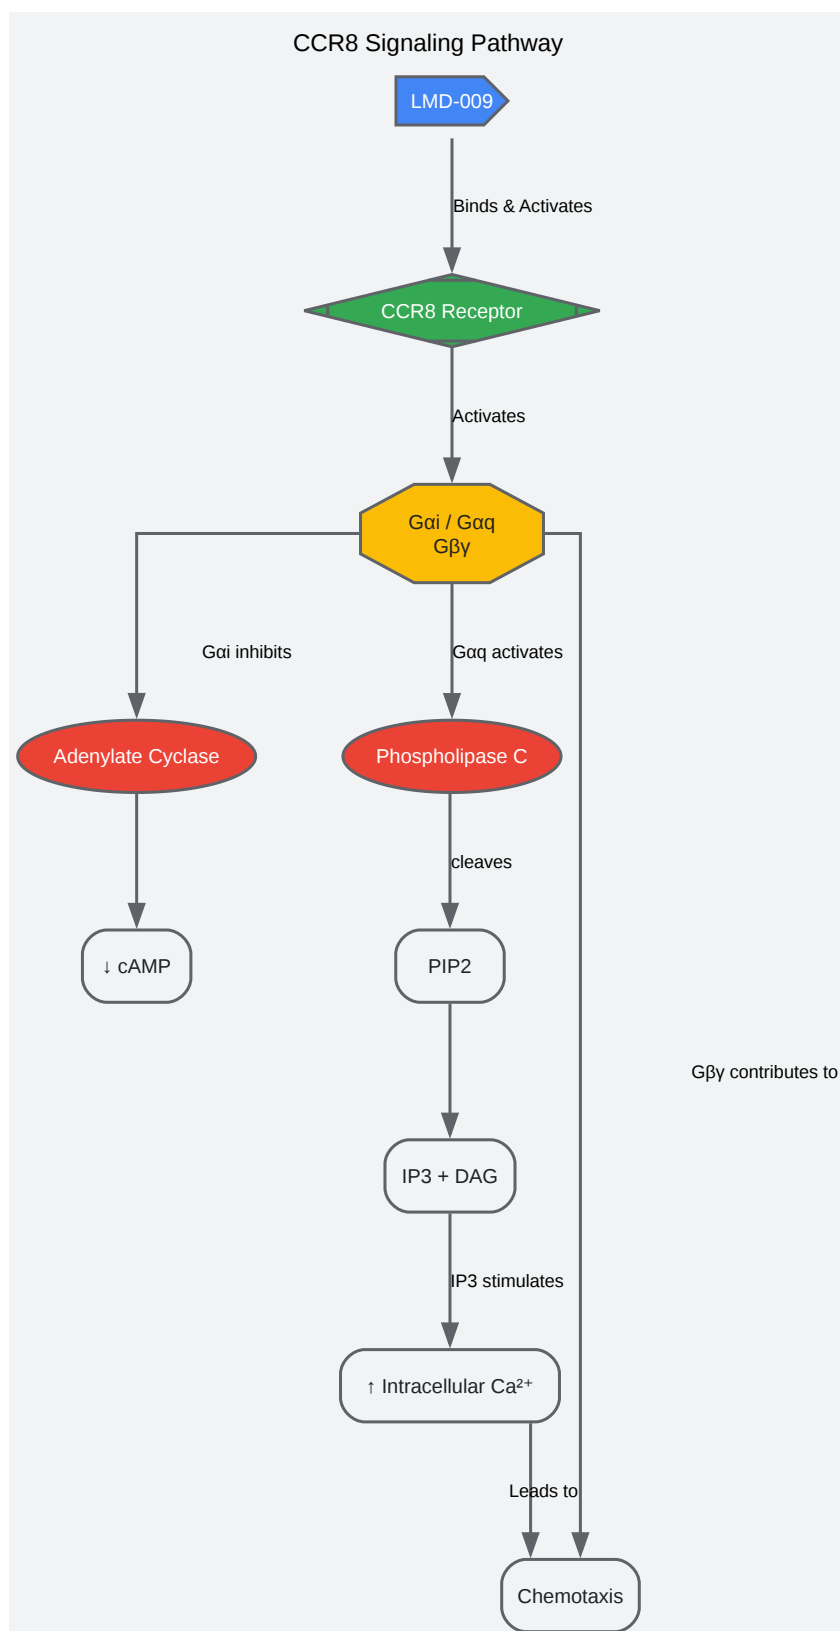 CCR8 Signaling Pathway
LMD-009
Binds & Activates
CCR8 Receptor
Activates
Gαi / Gαq
Gβγ
Gαi inhibits
Gαq activates
Adenylate Cyclase
Phospholipase C
cleaves
↓ cAMP
PIP2
Gβγ contributes to
IP3 + DAG
IP3 stimulates
↑ Intracellular Ca²⁺
Leads to
Chemotaxis